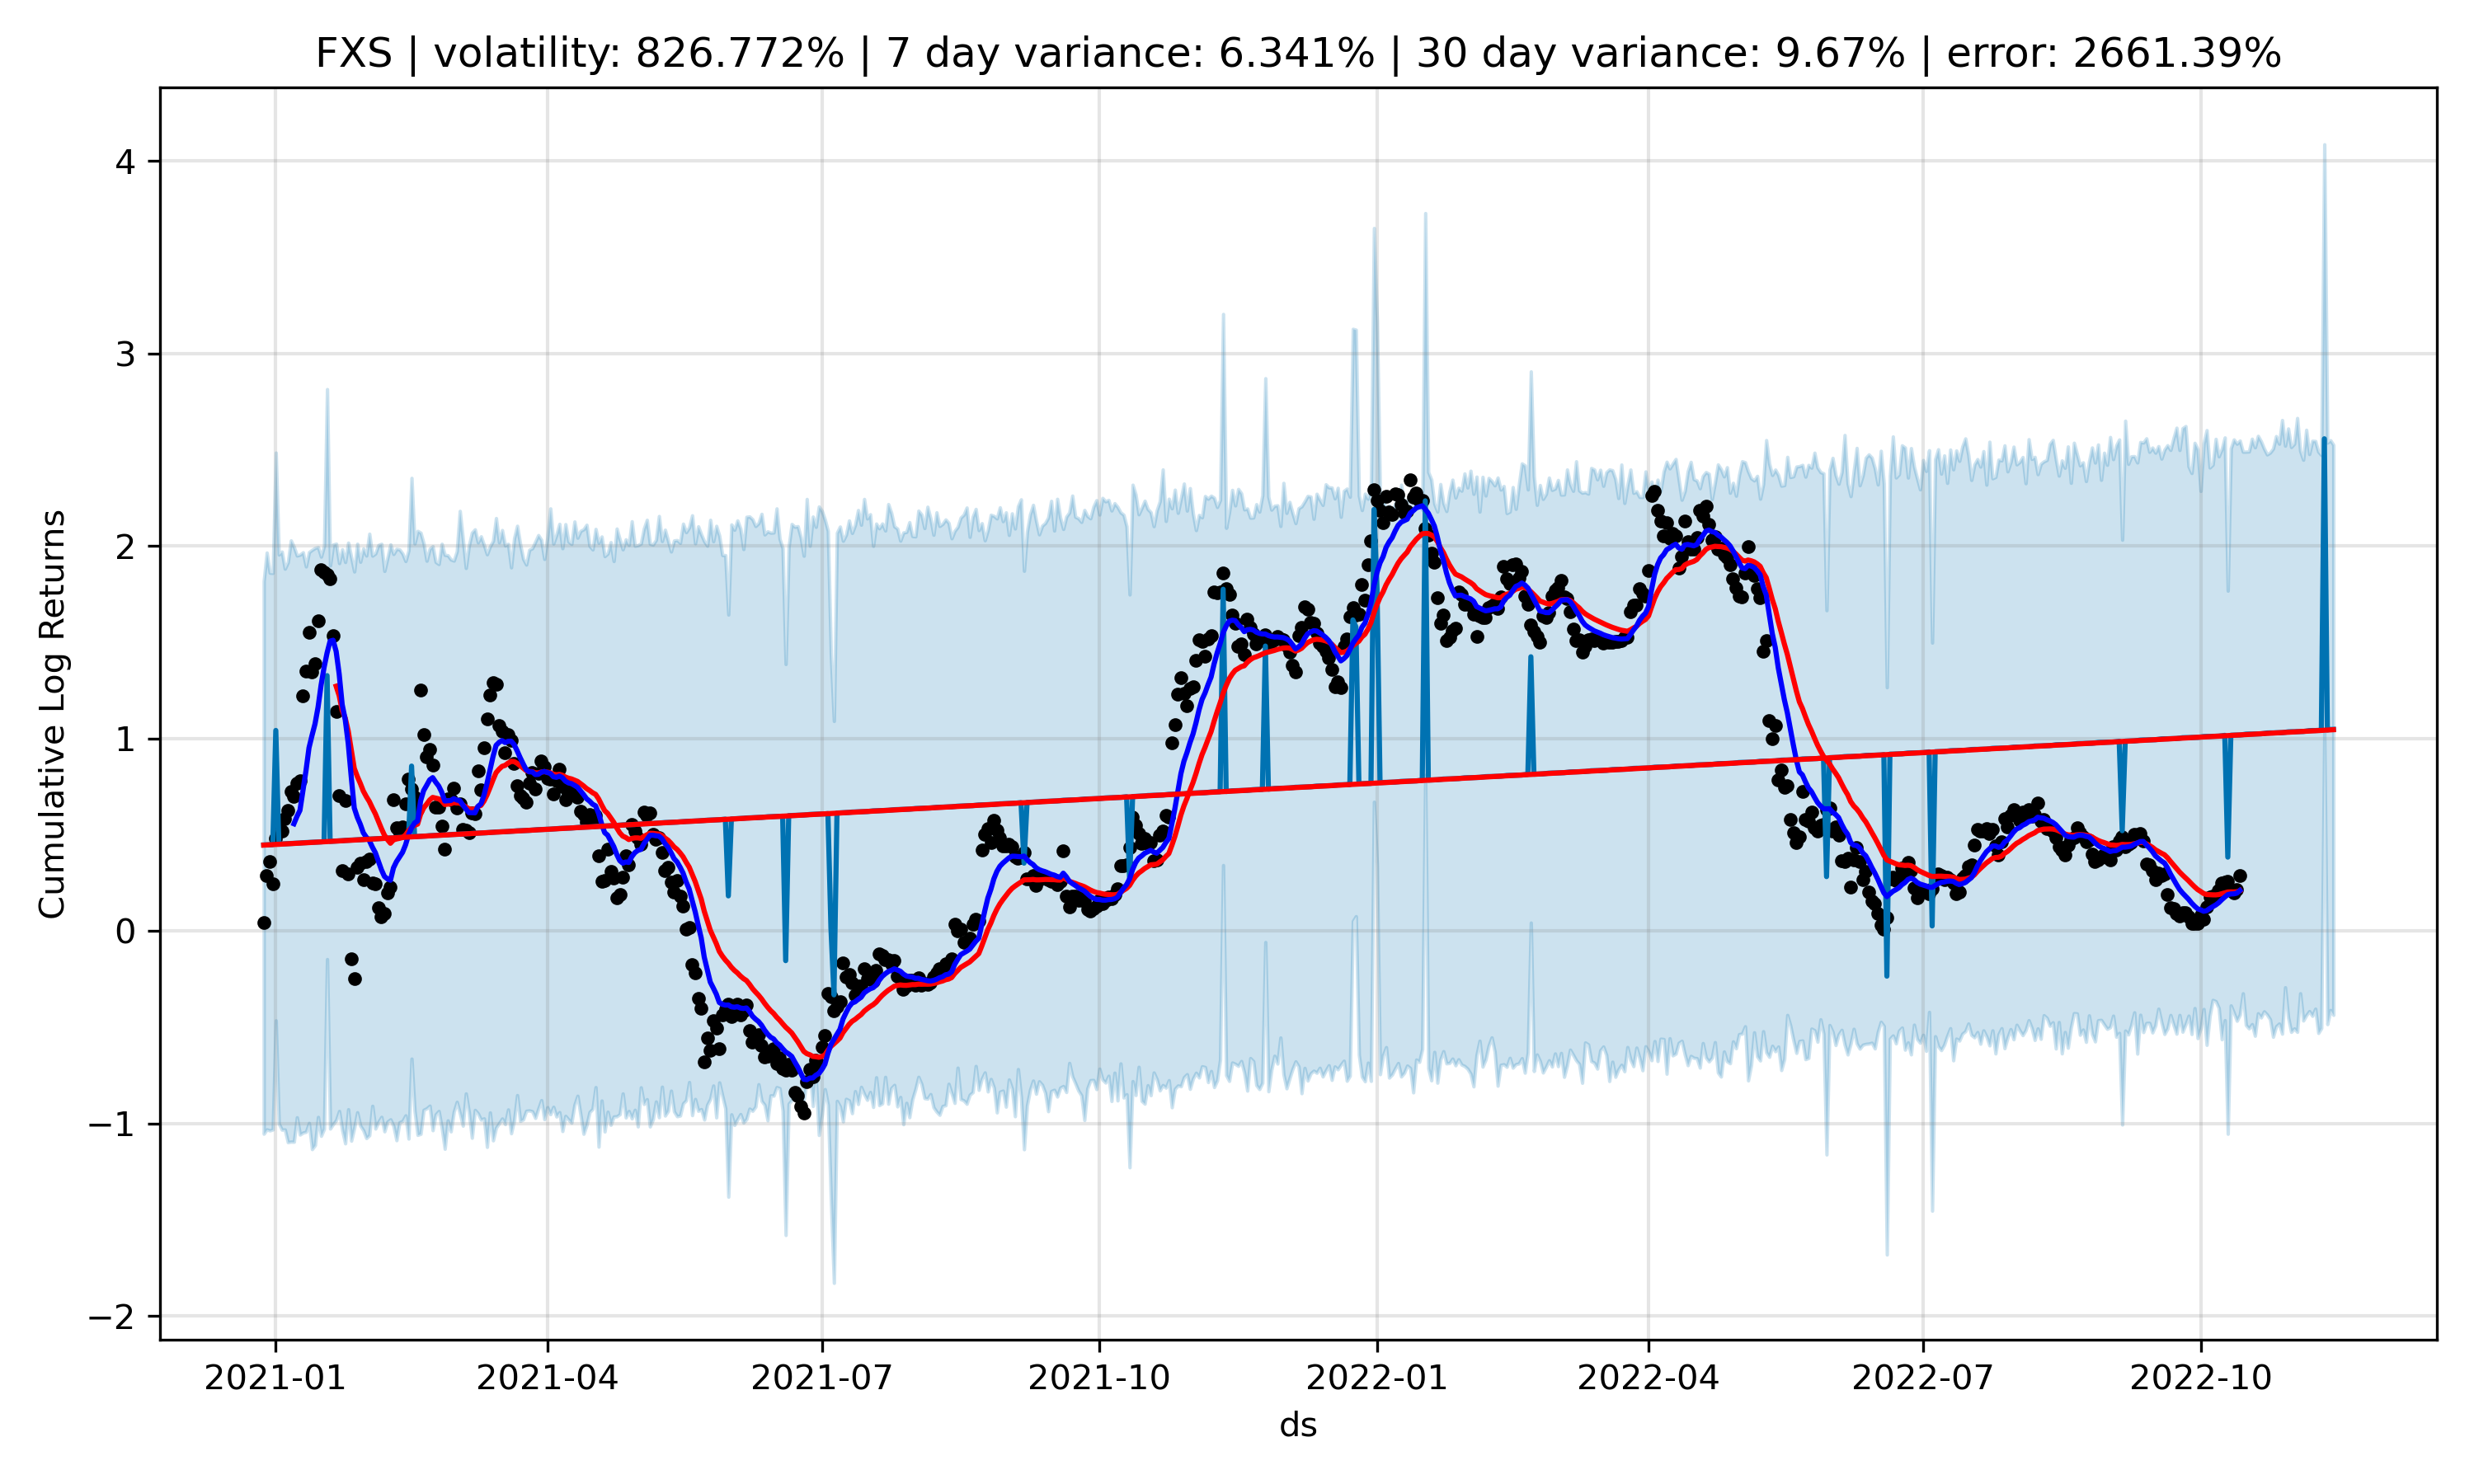 FXS | volatility: 826.772% | 7 day variance: 6.341% | 30 day variance: 9.67% | error: 2661.39%
Cumulative Log Returns
4
3
2
1
0
−1
−2
2021-01 2021-04 2021-07 2021-10 2022-01 2022-04 2022-07 2022-10
ds